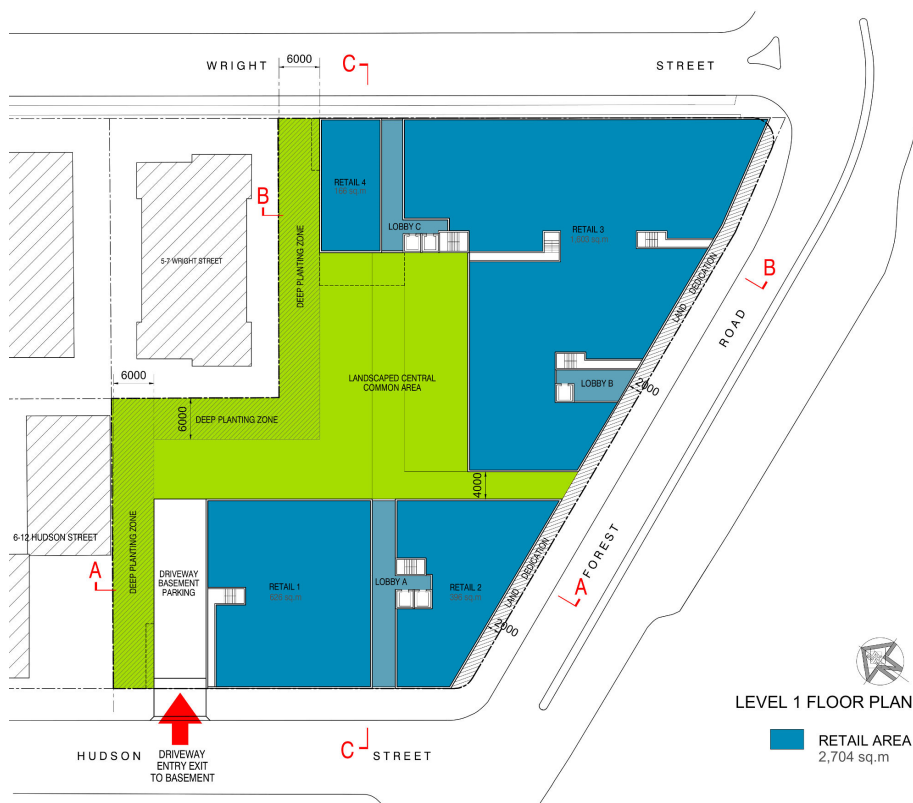 WRIGHT
6000
C
STREET
RETAIL 4
B
LOBBY C
RETAIL 3
DEEP PLANTING ZONE
5-7 WRIGHT STREET
B
LAND DEDICATION
ROAD
6000
LANDSCAPED CENTRAL
COMMON AREA
LOBBY B
2000
6000
DEEP PLANTING ZONE
4000
6-12 HUDSON STREET
DEEP PLANTING ZONE
FOREST
A
DRIVEWAY
BASEMENT
PARKING
LOBBY A
RETAIL 1
RETAIL 2
LAND DEDICATION
A
2000
LEVEL 1 FLOOR PLAN
RETAIL AREA
2,704 sq.m
C
HUDSON
STREET
DRIVEWAY
ENTRY EXIT
TO BASEMENT